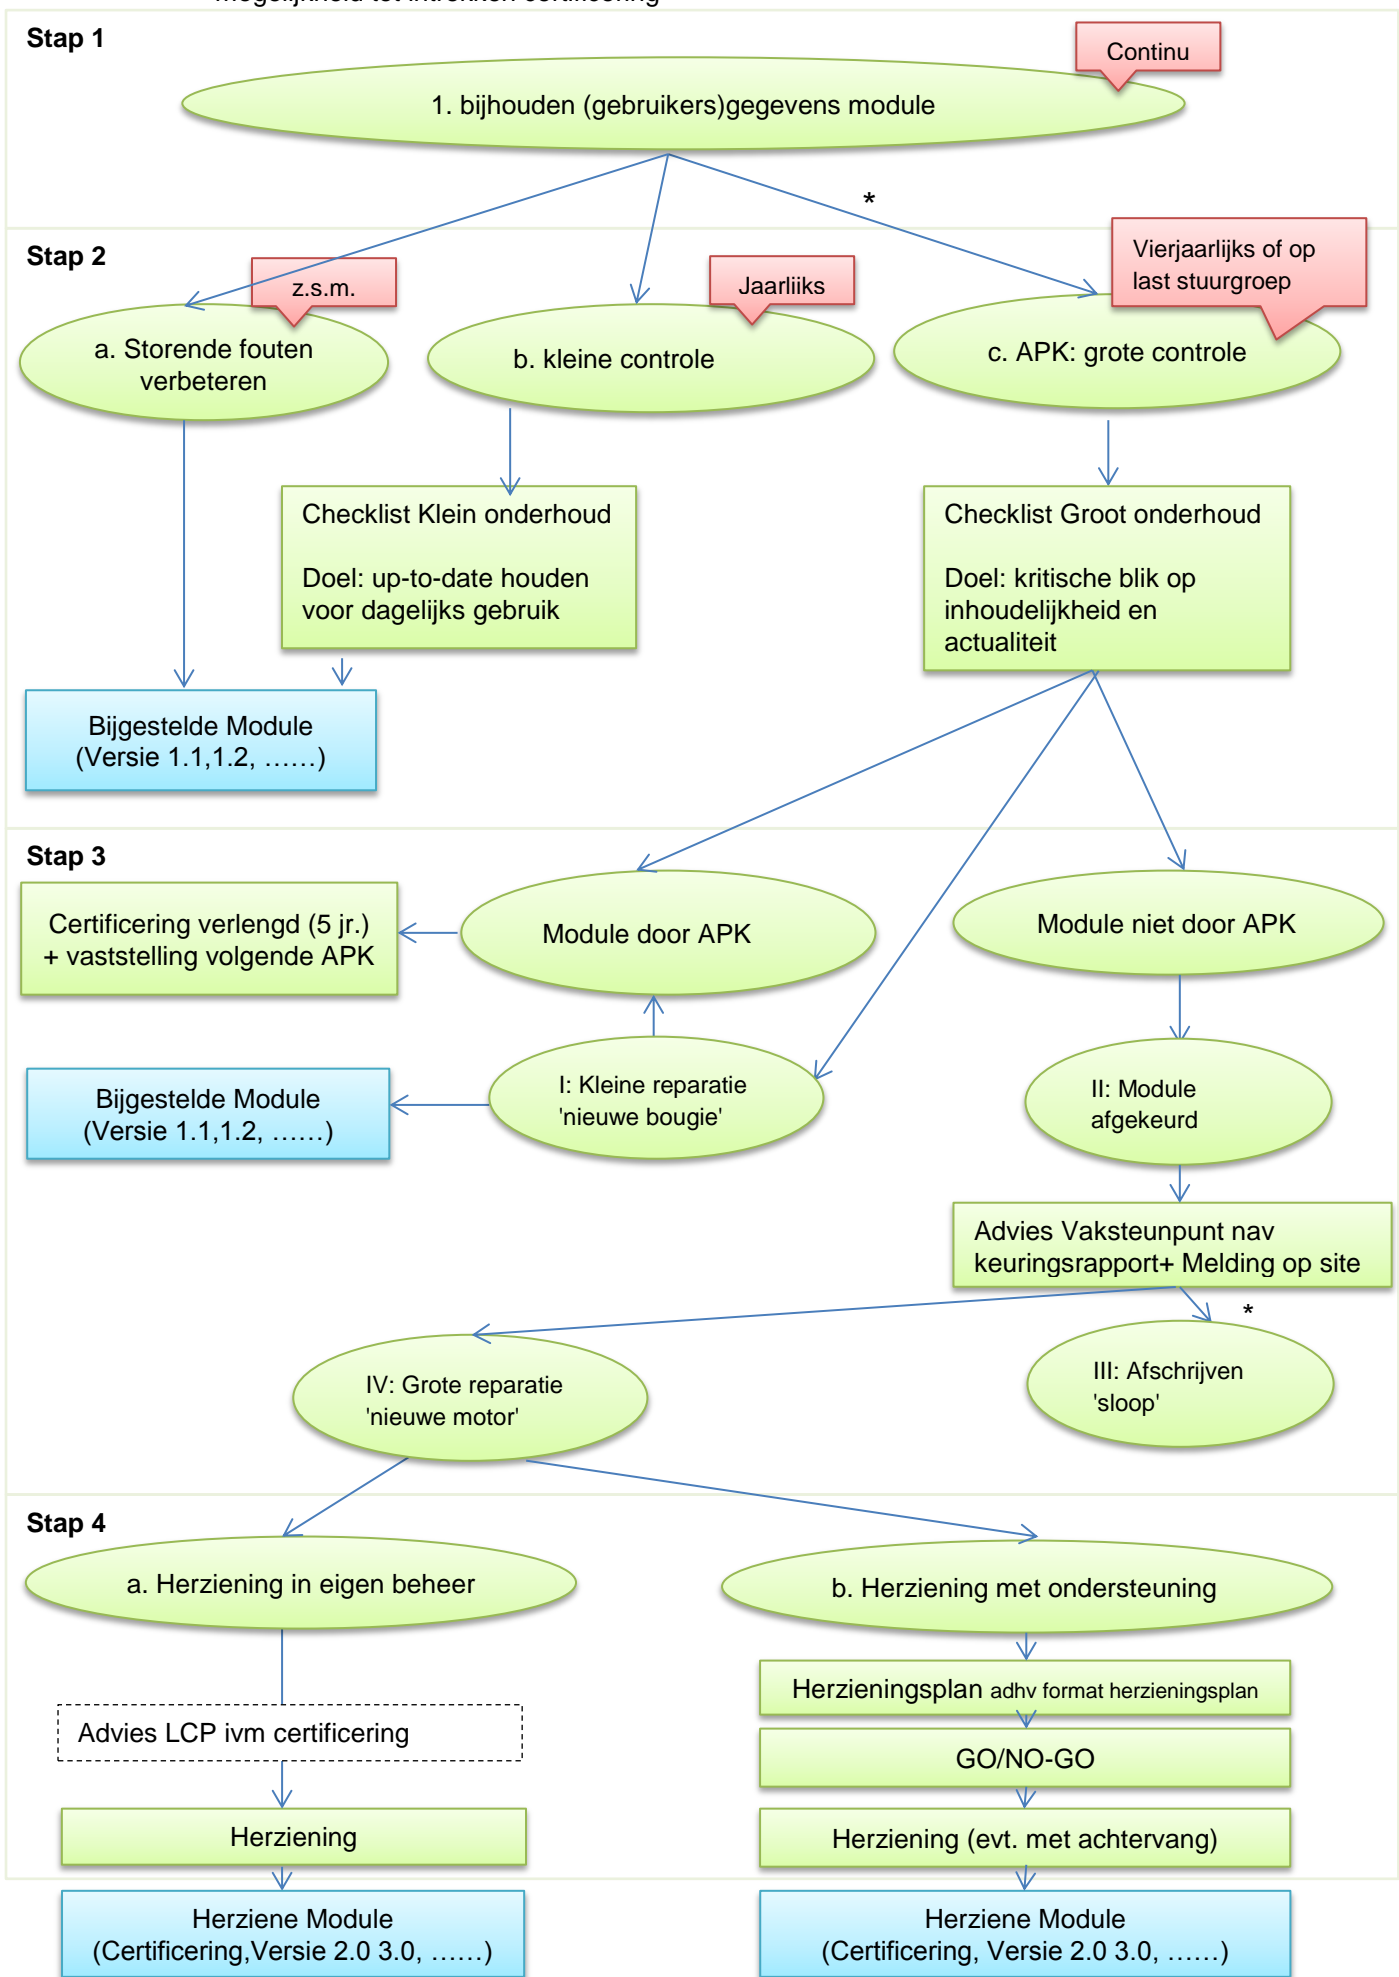 mogelijkheid tot intrekken certificering
Stap 1
Continu
1. bijhouden (gebruikers)gegevens module
*
Stap 2
z.s.m.
Jaarlijks
Vierjaarlijks of op
last stuurgroep
a. Storende fouten
verbeteren
b. kleine controle
c. APK: grote controle
Checklist Klein onderhoud
Doel: up-to-date houden
voor dagelijks gebruik
Checklist Groot onderhoud
Doel: kritische blik op
inhoudelijkheid en
actualiteit
Bijgestelde Module
(Versie 1.1,1.2, ……)
Stap 3
Certificering verlengd (5 jr.)
+ vaststelling volgende APK
Module door APK
Module niet door APK
Bijgestelde Module
(Versie 1.1,1.2, ……)
I: Kleine reparatie
'nieuwe bougie'
II: Module
afgekeurd
Advies Vaksteunpunt nav
keuringsrapport+ Melding op site
*
IV: Grote reparatie
'nieuwe motor'
III: Afschrijven
'sloop'
Stap 4
a. Herziening in eigen beheer
b. Herziening met ondersteuning
Advies LCP ivm certificering
Herzieningsplan adhv format herzieningsplan
GO/NO-GO
Herziening
Herziening (evt. met achtervang)
Herziene Module
(Certificering,Versie 2.0 3.0, ……)
Herziene Module
(Certificering, Versie 2.0 3.0, ……)